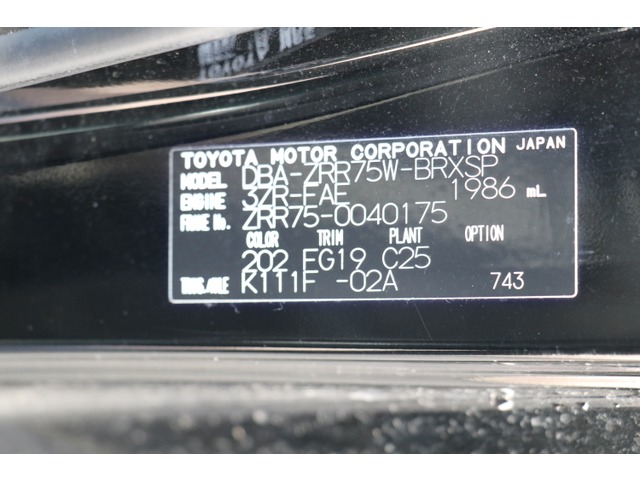 TOYOTA MOTOR CORPORATION JAPAN
MODEL DBA-ZRR75W-BRXSP
ENGINE 3ZR-FAE 1986 mL
FRAME No. ZRR75-0040175
COLOR TRIM PLANT OPTION
202 FG19 C25
TRANS.AXLE K111F -02A 743